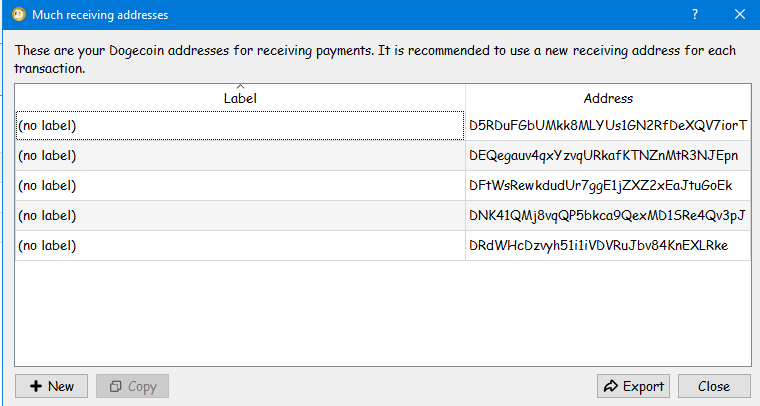 Much receiving addresses
These are your Dogecoin addresses for receiving payments. It is recommended to use a new receiving address for each
transaction.
Label Address
(no label) D5RDuFGbUMkk8MLYUs1GN2RfDeXQV7iorT
(no label) DEQegauv4qxYzvqURkafKTNZnMtR3NJEpn
(no label) DFtWsRewkdudUr7ggE1jZXZ2xEaJtuGoEk
(no label) DNK41QMj8vqQP5bkca9QexMD1SRe4Qv3pJ
(no label) DRdWHcDzvyh51i1iVDVRuJbv84KnEXLRke
New Copy Export Close